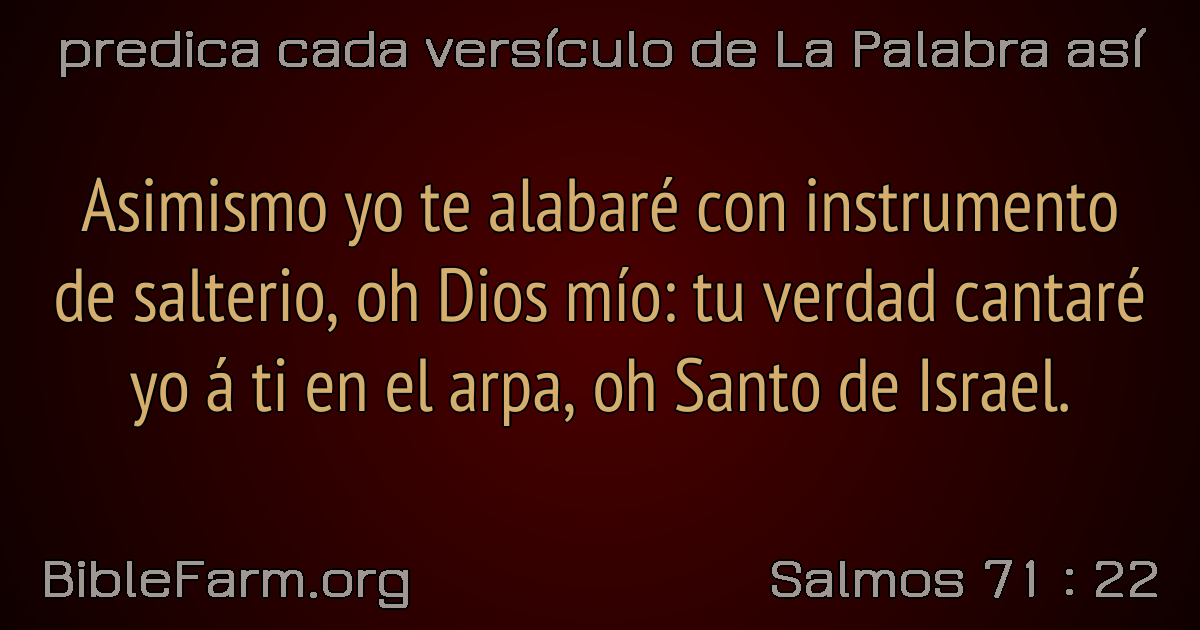 predica cada versículo de La Palabra así
Asimismo yo te alabaré con instrumento
de salterio, oh Dios mío: tu verdad cantaré
yo á ti en el arpa, oh Santo de Israel.
BibleFarm.org
Salmos 71 : 22